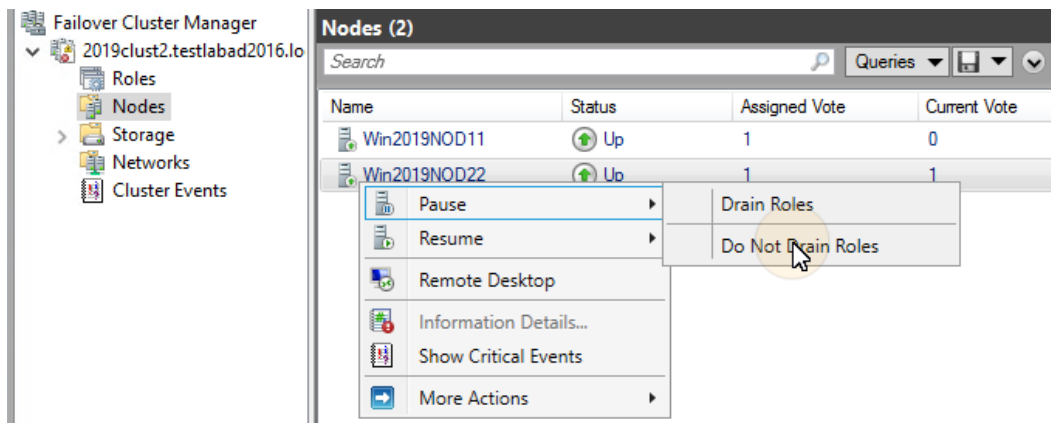 Failover Cluster Manager
2019clust2.testlabad2016.lo
Roles
Nodes
Storage
Networks
Cluster Events
Nodes (2)
Search Queries
Name Status Assigned Vote Current Vote
Win2019NOD11 Up 1 0
Win2019NOD22 Up 1 1
Pause
Resume
Remote Desktop
Information Details...
Show Critical Events
More Actions
Drain Roles
Do Not Drain Roles